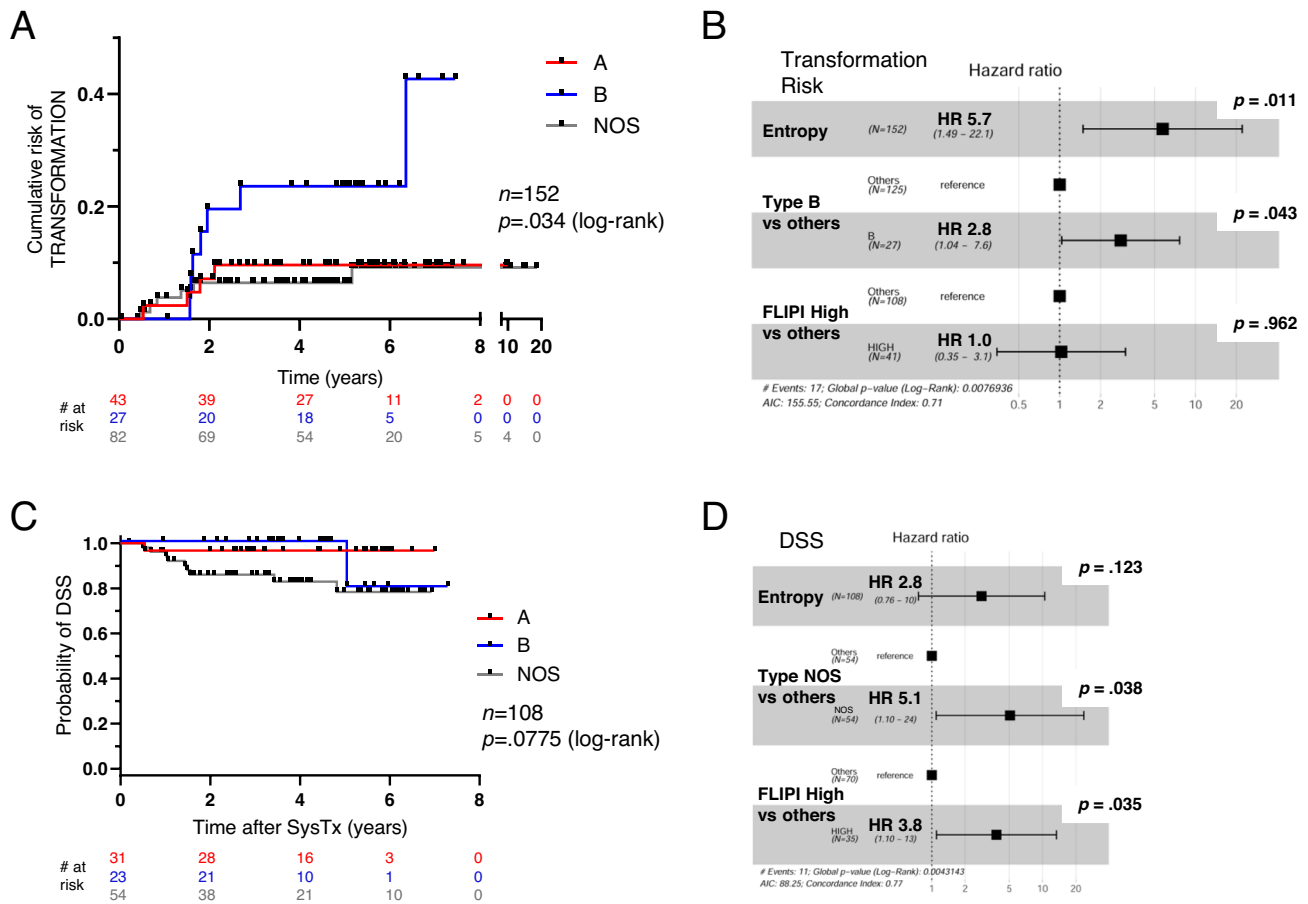 A
0.4
0.2
0.0
Cumulative risk of
TRANSFORMATION
A
B
NOS
n=152
p=.034 (log-rank)
0 2 4 6 8 10 20
Time (years)
# at
risk
43 39 27 11 2 0 0
27 20 18 5 0 0 0
82 69 54 20 5 4 0
B
Transformation
Risk
Hazard ratio
Entropy (N=152) HR 5.7 p = .011
(1.49 – 22.1)
Others
(N=125) reference
Type B
vs others
B
(N=27)
HR 2.8
(1.04 – 7.6)
p = .043
Others
(N=108) reference
FLIPI High
vs others
HIGH
(N=41)
HR 1.0
(0.35 – 3.1)
p = .962
# Events: 17; Global p-value (Log-Rank): 0.0076936
AIC: 155.55; Concordance Index: 0.71
0.5 1 2 5 10 20
C
1.0
0.8
0.6
0.4
0.2
0.0
Probability of DSS
A
B
NOS
n=108
p=.0775 (log-rank)
0 2 4 6 8
Time after SysTx (years)
# at
risk
31 28 16 3 0
23 21 10 1 0
54 38 21 10 0
D
DSS
Hazard ratio
Entropy (N=108) HR 2.8 p = .123
(0.76 – 10)
Others
(N=54) reference
Type NOS
vs others
NOS
(N=54)
HR 5.1
(1.10 – 24)
p = .038
Others
(N=70) reference
FLIPI High
vs others
HIGH
(N=35)
HR 3.8
(1.10 – 13)
p = .035
# Events: 11; Global p-value (Log-Rank): 0.0043143
AIC: 88.25; Concordance Index: 0.77
1 2 5 10 20